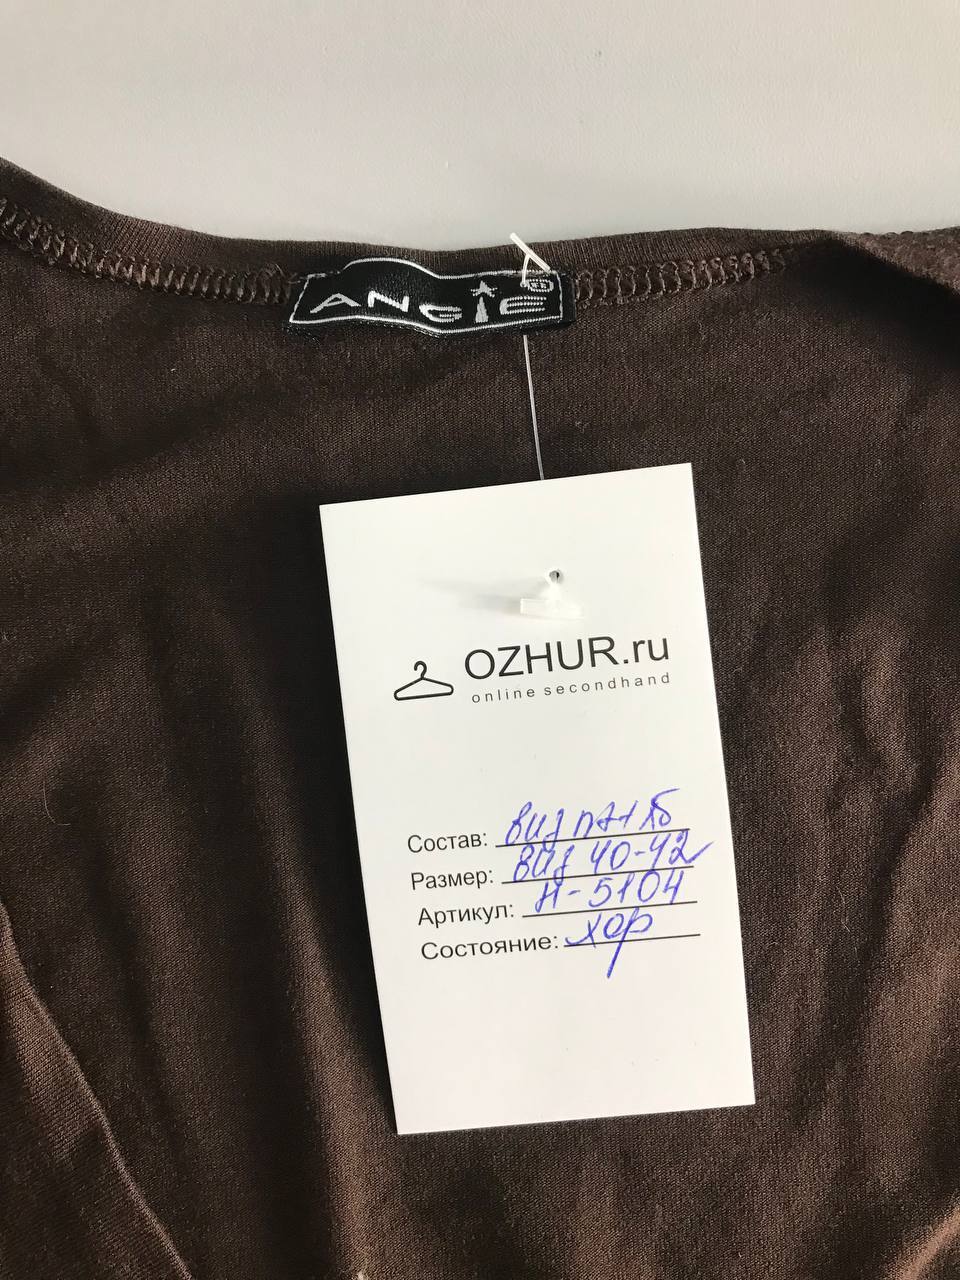 ANGIE
OZHUR.ru
online secondhand
Состав: виз пэ+хб
Размер: виз 40-42
Артикул: Н-5104
Состояние: хор